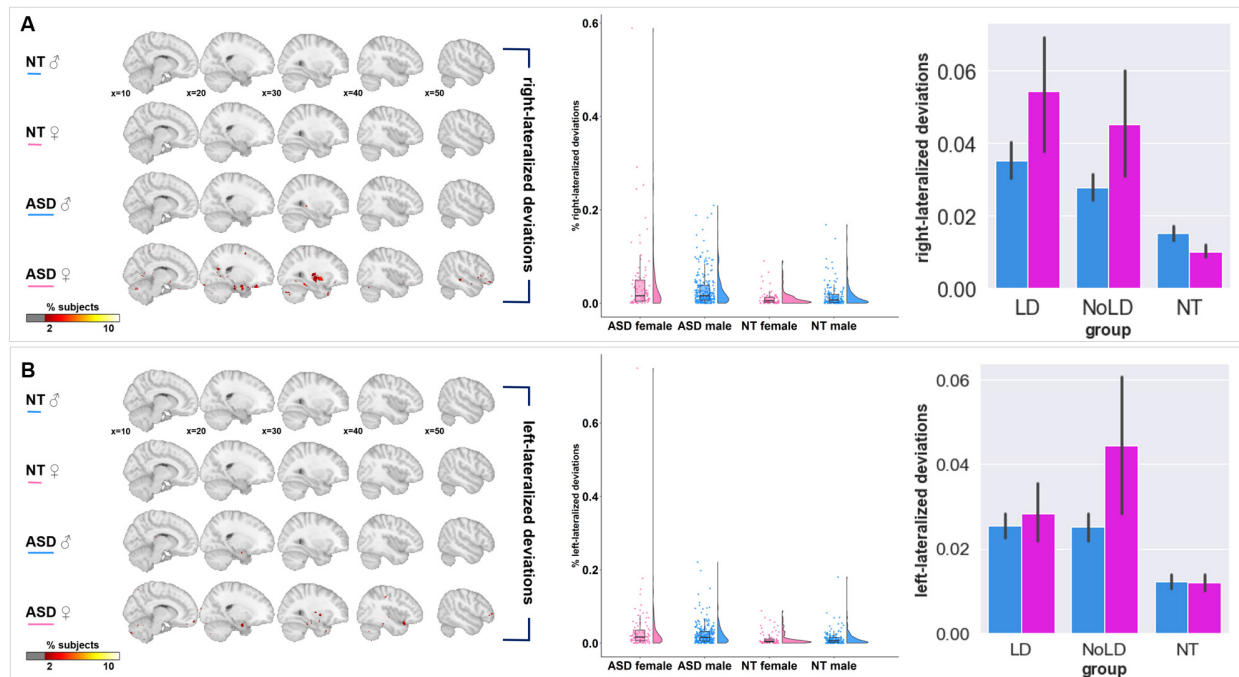 A
NT ♂
x=10 x=20 x=30 x=40 x=50
NT ♀
ASD ♂
ASD ♀
% subjects
2 10
right-lateralized deviations
0.6
0.4
0.2
0.0
% right-lateralized deviations
ASD female ASD male NT female NT male
0.06
0.04
0.02
0.00
right-lateralized deviations
LD NoLD NT
group
B
NT ♂
x=10 x=20 x=30 x=40 x=50
NT ♀
ASD ♂
ASD ♀
% subjects
2 10
left-lateralized deviations
0.6
0.4
0.2
0.0
% left-lateralized deviations
ASD female ASD male NT female NT male
0.06
0.04
0.02
0.00
left-lateralized deviations
LD NoLD NT
group